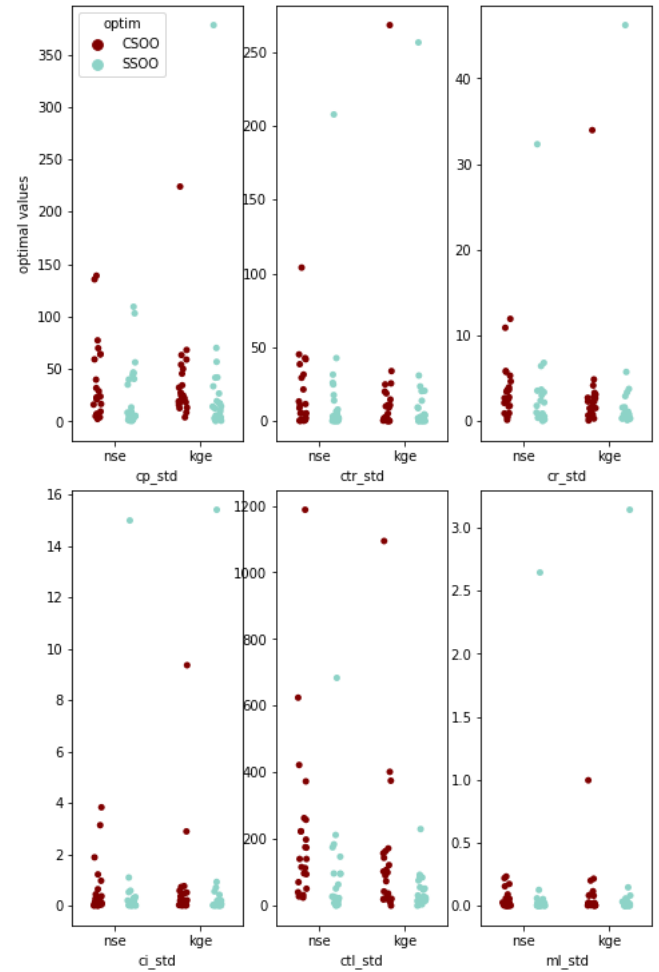 optim
CSOO
SSOO
optimal values
350
300
250
200
150
100
50
0
nse kge
cp_std
250
200
150
100
50
0
nse kge
ctr_std
40
30
20
10
0
nse kge
cr_std
16
14
12
10
8
6
4
2
0
nse kge
ci_std
1200
1000
800
600
400
200
0
nse kge
ctl_std
3.0
2.5
2.0
1.5
1.0
0.5
0.0
nse kge
ml_std